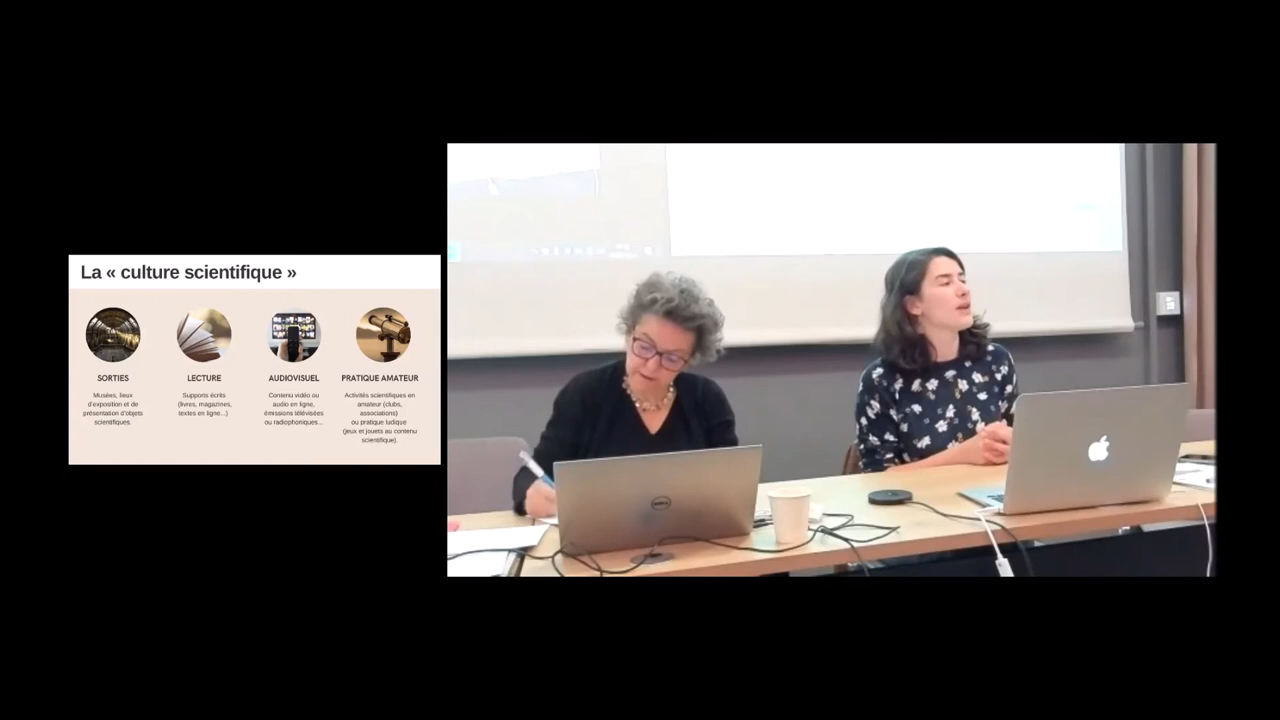 La « culture scientifique »
SORTIES
Musées, lieux
d'exposition et de
présentation d'objets
scientifiques.
LECTURE
Supports écrits
(livres, magazines,
textes en ligne...)
AUDIOVISUEL
Contenu vidéo ou
audio en ligne,
émissions télévisées
ou radiophoniques...
PRATIQUE AMATEUR
Activités scientifiques en
amateur (clubs,
associations)
ou pratique ludique
(jeux et jouets au contenu
scientifique).
DELL